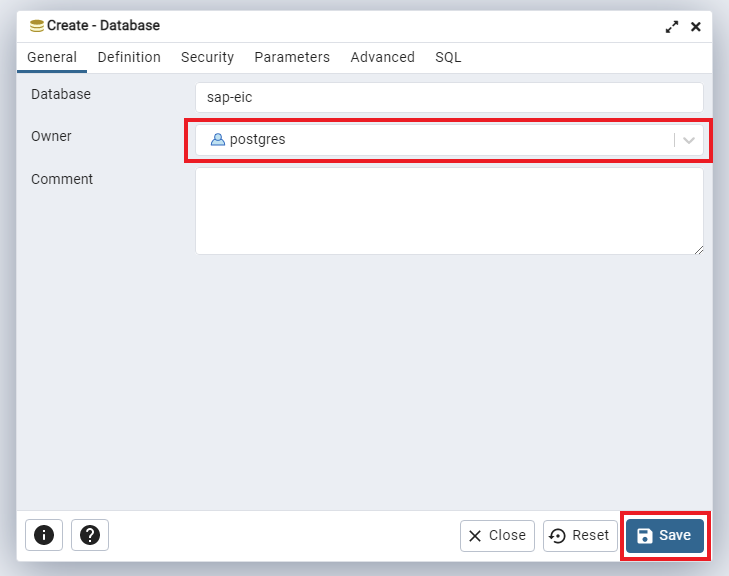 Create - Database
General Definition Security Parameters Advanced SQL
Database sap-eic
Owner postgres
Comment
Close Reset Save